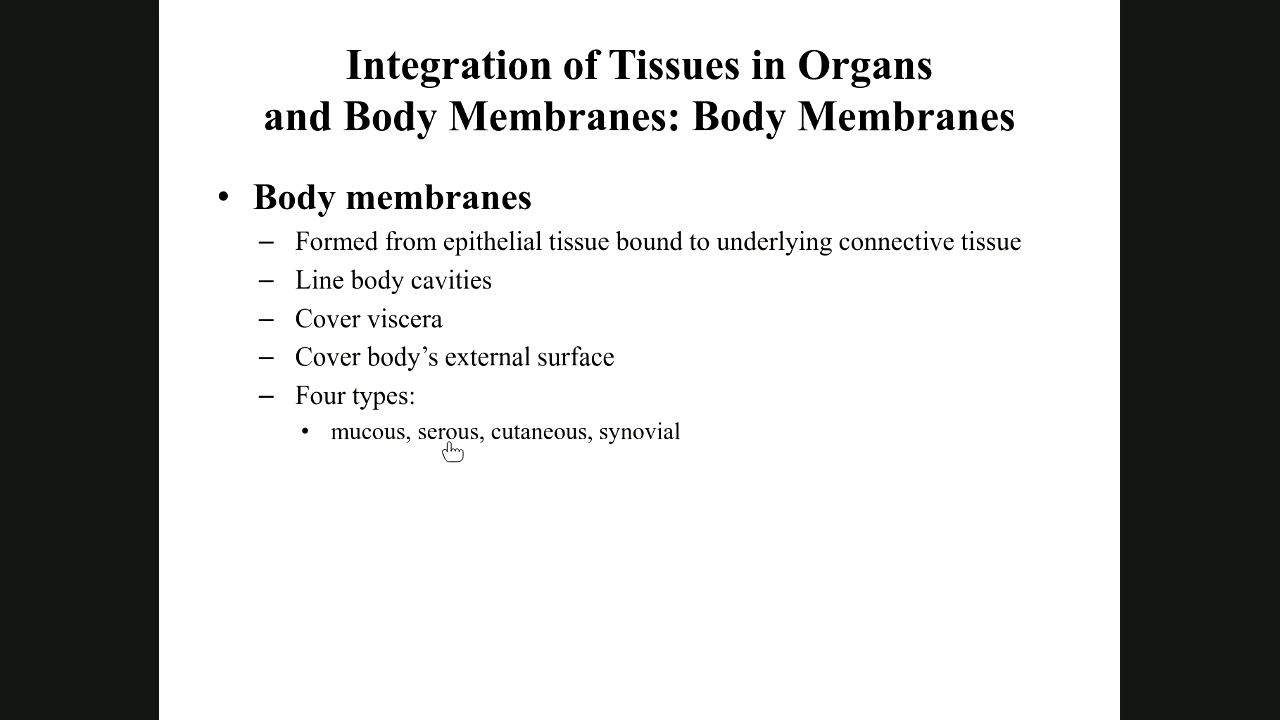 Integration of Tissues in Organs
and Body Membranes: Body Membranes
• Body membranes
– Formed from epithelial tissue bound to underlying connective tissue
– Line body cavities
– Cover viscera
– Cover body’s external surface
– Four types:
• mucous, serous, cutaneous, synovial